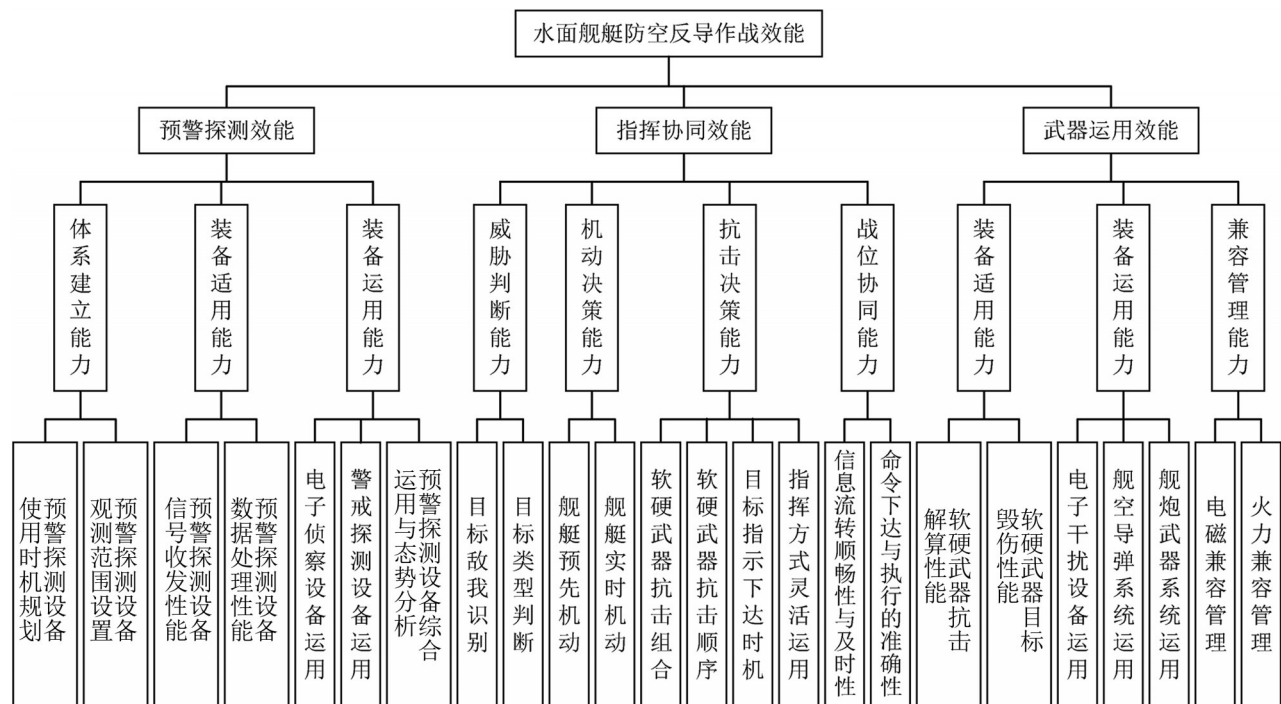 水面舰艇防空反导作战效能
预警探测效能
指挥协同效能
武器运用效能
体系建立能力
装备适用能力
装备运用能力
威胁判断能力
机动决策能力
抗击决策能力
战位协同能力
装备适用能力
装备运用能力
兼容管理能力
预警探测设备
使用时机规划
预警探测设备
观测范围设置
预警探测设备
信号收发性能
预警探测设备
数据处理性能
电子侦察设备运用
警戒探测设备运用
预警探测设备综合
运用与态势分析
目标敌我识别
目标类型判断
舰艇预先机动
舰艇实时机动
软硬武器抗击组合
软硬武器抗击顺序
目标指示下达时机
指挥方式灵活运用
信息流转顺畅性与及时性
命令下达与执行的准确性
软硬武器抗击
解算性能
软硬武器目标
毁伤性能
电子干扰设备运用
舰空导弹系统运用
舰炮武器系统运用
电磁兼容管理
火力兼容管理